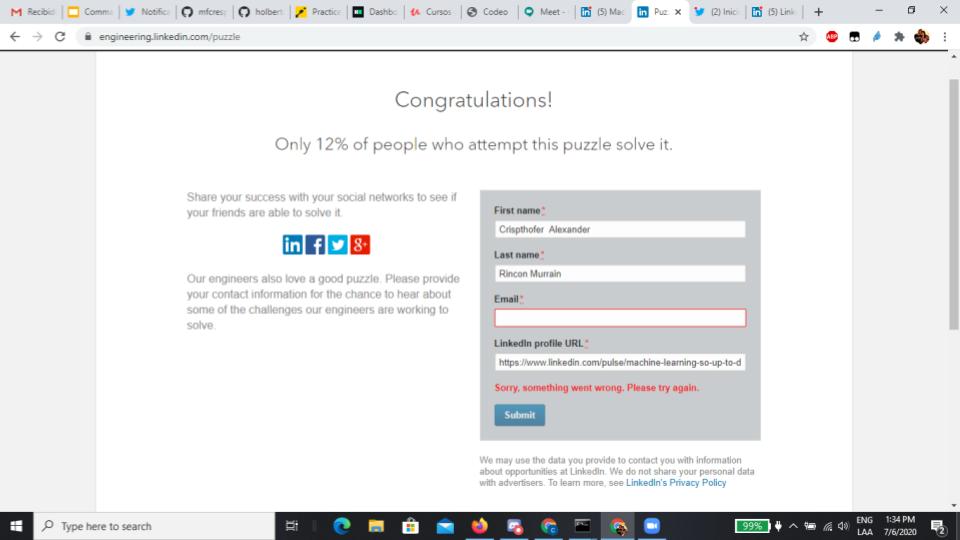 Recibid
Comma
Notifica
mfcresp
holbert
Practice
Dashbo
Cursos
Codeo
Meet -
(5) Mac
Puz
(2) Inic
(5) Link
engineering.linkedin.com/puzzle
ABP
Congratulations!
Only 12% of people who attempt this puzzle solve it.
Share your success with your social networks to see if
your friends are able to solve it.
in f 8+
Our engineers also love a good puzzle. Please provide
your contact information for the chance to hear about
some of the challenges our engineers are working to
solve.
First name*
Crispthofer Alexander
Last name*
Rincon Murrain
Email*
LinkedIn profile URL*
https://www.linkedin.com/pulse/machine-learning-so-up-to-d
Sorry, something went wrong. Please try again.
Submit
We may use the data you provide to contact you with information
about opportunities at LinkedIn. We do not share your personal data
with advertisers. To learn more, see LinkedIn's Privacy Policy
Type here to search
99%
ENG
LAA
1:34 PM
7/6/2020
2